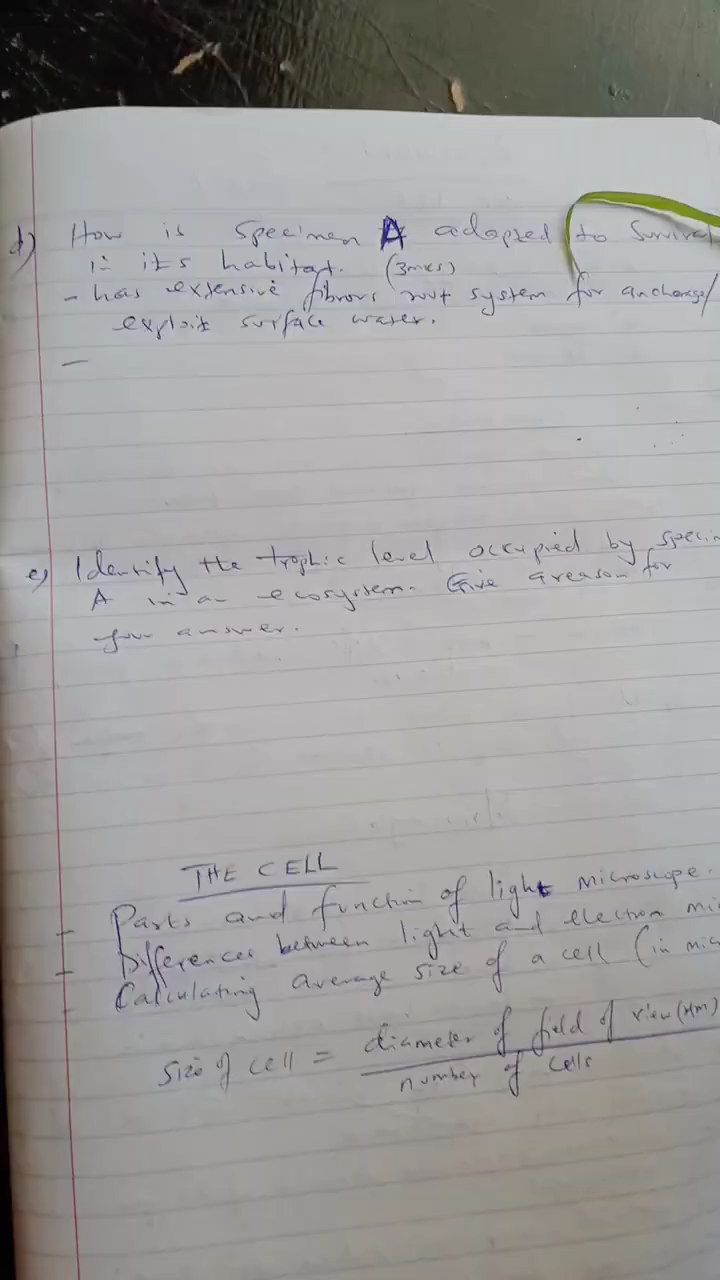 d) How is specimen A adapted to survival
in its habitat. (3mks)
- has extensive fibrous root system for anchorage/
exploit surface water.
-
e) Identify the trophic level occupied by
A in an ecosystem. Give a reason for
your answer.
THE CELL
- Parts and function of light microscope.
- Differences between light and electron
- Calculating average size of a cell (in
size of cell = diameter of field of view (μm)
number of cells